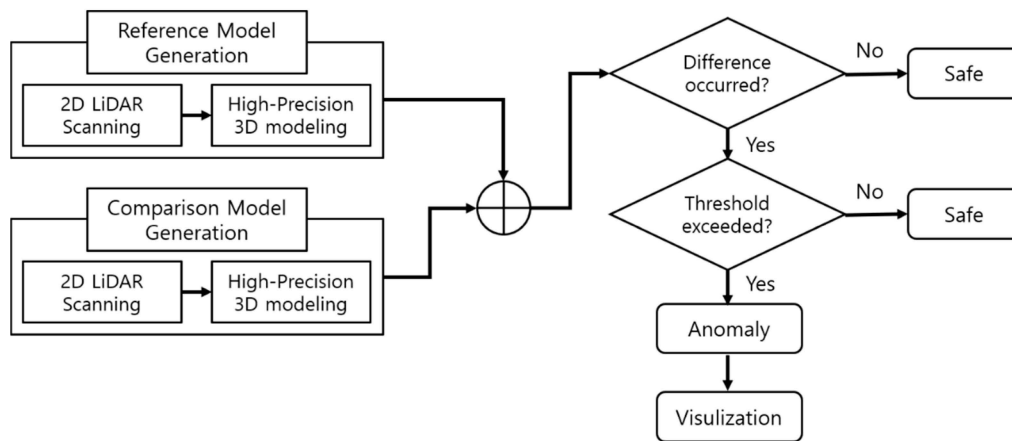 Reference Model
Generation
2D LiDAR
Scanning
High-Precision
3D modeling
Comparison Model
Generation
2D LiDAR
Scanning
High-Precision
3D modeling
Difference
occurred?
No
Safe
Yes
Threshold
exceeded?
No
Safe
Yes
Anomaly
Visulization